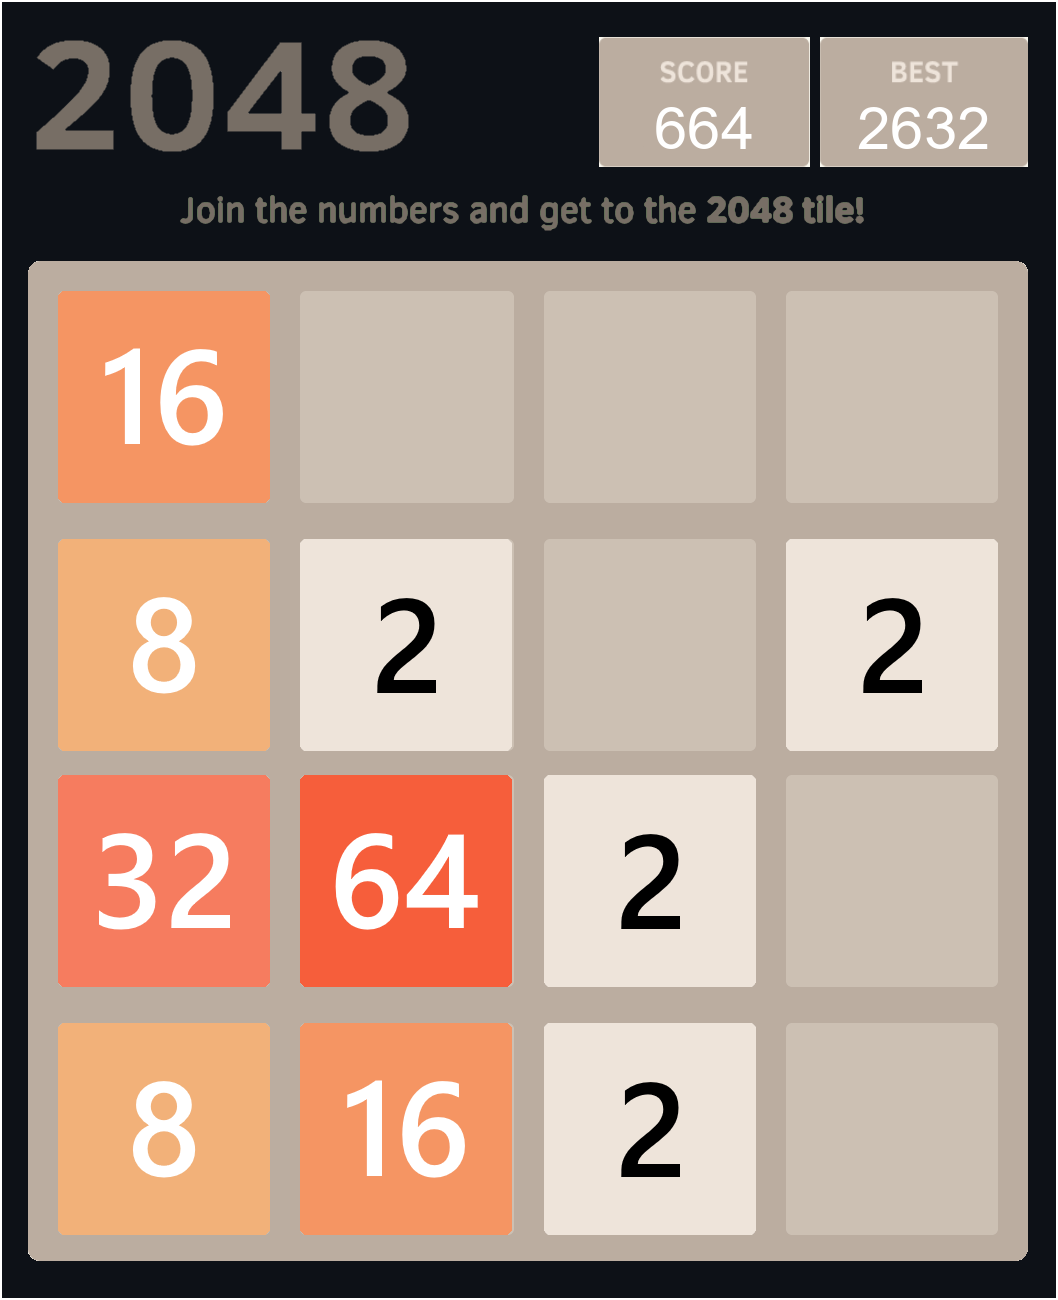 2048
SCORE BEST
664 2632
Join the numbers and get to the 2048 tile!
16
8 2 2
32 64 2
8 16 2